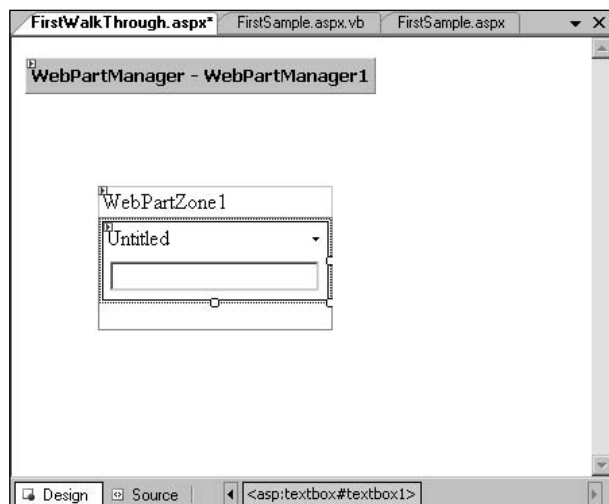 FirstWalkThrough.aspx* FirstSample.aspx.vb FirstSample.aspx
WebPartManager - WebPartManager1
WebPartZone1
Untitled
Design Source <asp:textbox#textbox1>